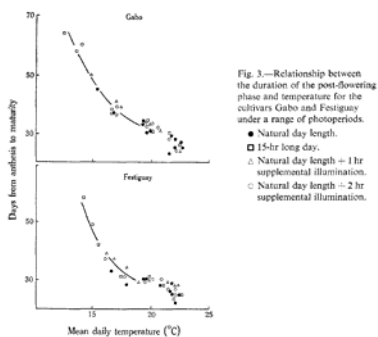 Gabo
70
50
30
Days from anthesis to maturity
Festiguay
50
30
15
20
25
Mean daily temperature (°C)
Fig. 3.—Relationship between
the duration of the post-flowering
phase and temperature for the
cultivars Gabo and Festiguay
under a range of photoperiods.
Natural day length.
15-hr long day.
Natural day length + 1 hr
supplemental illumination.
Natural day length + 2 hr
supplemental illumination.